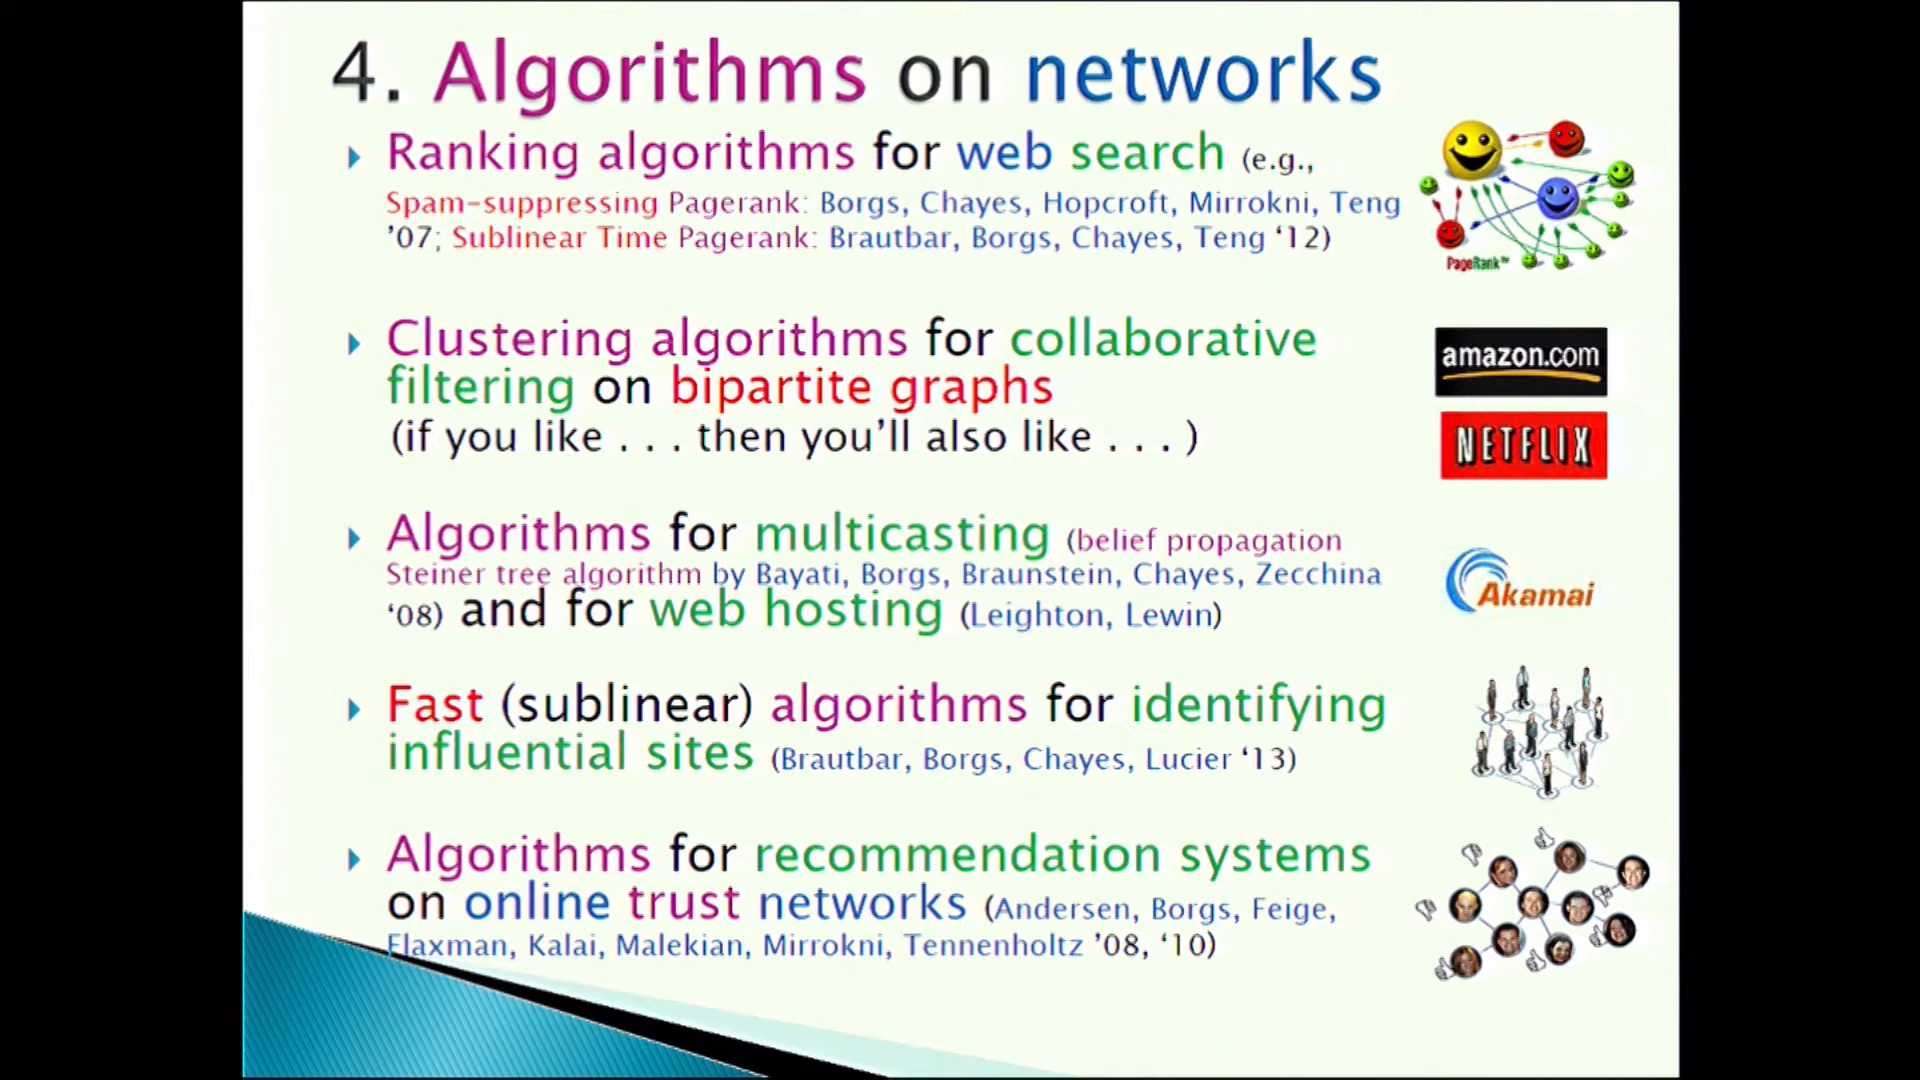 4. Algorithms on networks
Ranking algorithms for web search (e.g.,
Spam-suppressing Pagerank: Borgs, Chayes, Hopcroft, Mirrokni, Teng
’07; Sublinear Time Pagerank: Brautbar, Borgs, Chayes, Teng ‘12)
PageRank™
Clustering algorithms for collaborative
filtering on bipartite graphs
(if you like . . . then you’ll also like . . . )
amazon.com
NETFLIX
Algorithms for multicasting (belief propagation
Steiner tree algorithm by Bayati, Borgs, Braunstein, Chayes, Zecchina
‘08) and for web hosting (Leighton, Lewin)
Akamai
Fast (sublinear) algorithms for identifying
influential sites (Brautbar, Borgs, Chayes, Lucier ‘13)
Algorithms for recommendation systems
on online trust networks (Andersen, Borgs, Feige,
Flaxman, Kalai, Malekian, Mirrokni, Tennenholtz ’08, ‘10)